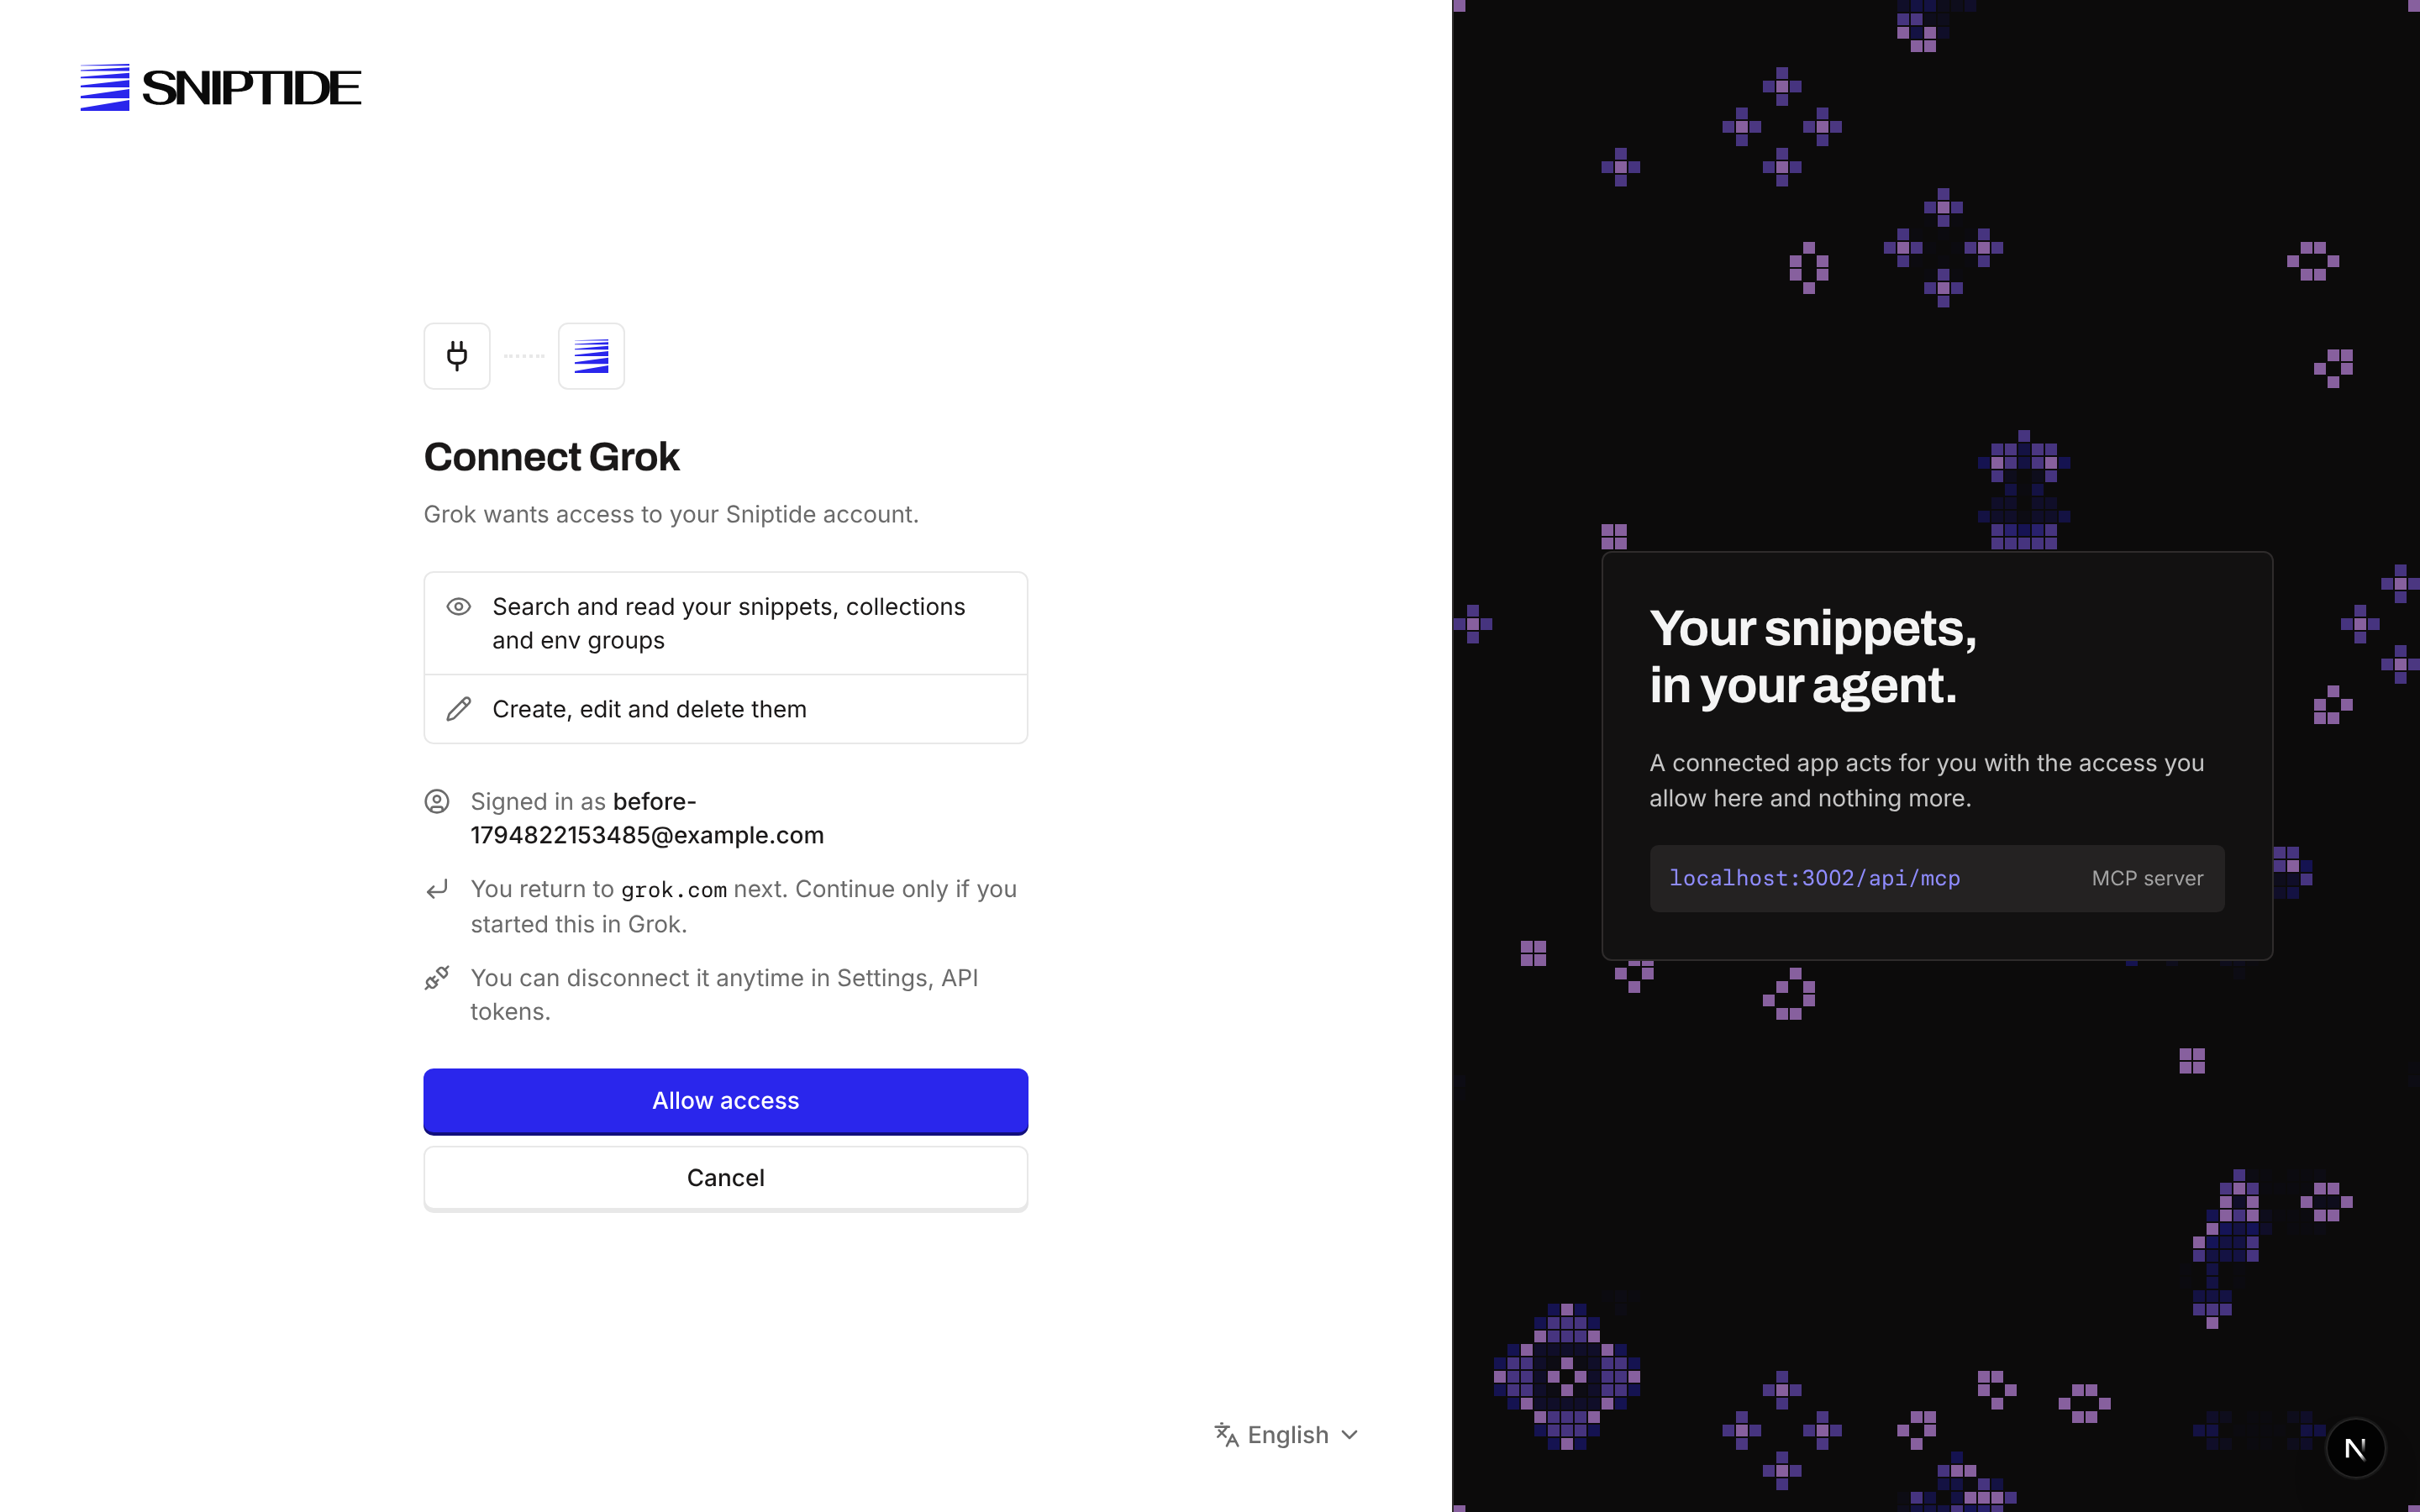 SNIPTIDE
Connect Grok
Grok wants access to your Sniptide account.
Search and read your snippets, collections
and env groups
Create, edit and delete them
Signed in as before-
1794822153485@example.com
You return to grok.com next. Continue only if you
started this in Grok.
You can disconnect it anytime in Settings, API
tokens.
Allow access
Cancel
English
Your snippets,
in your agent.
A connected app acts for you with the access you
allow here and nothing more.
localhost:3002/api/mcp MCP server
N